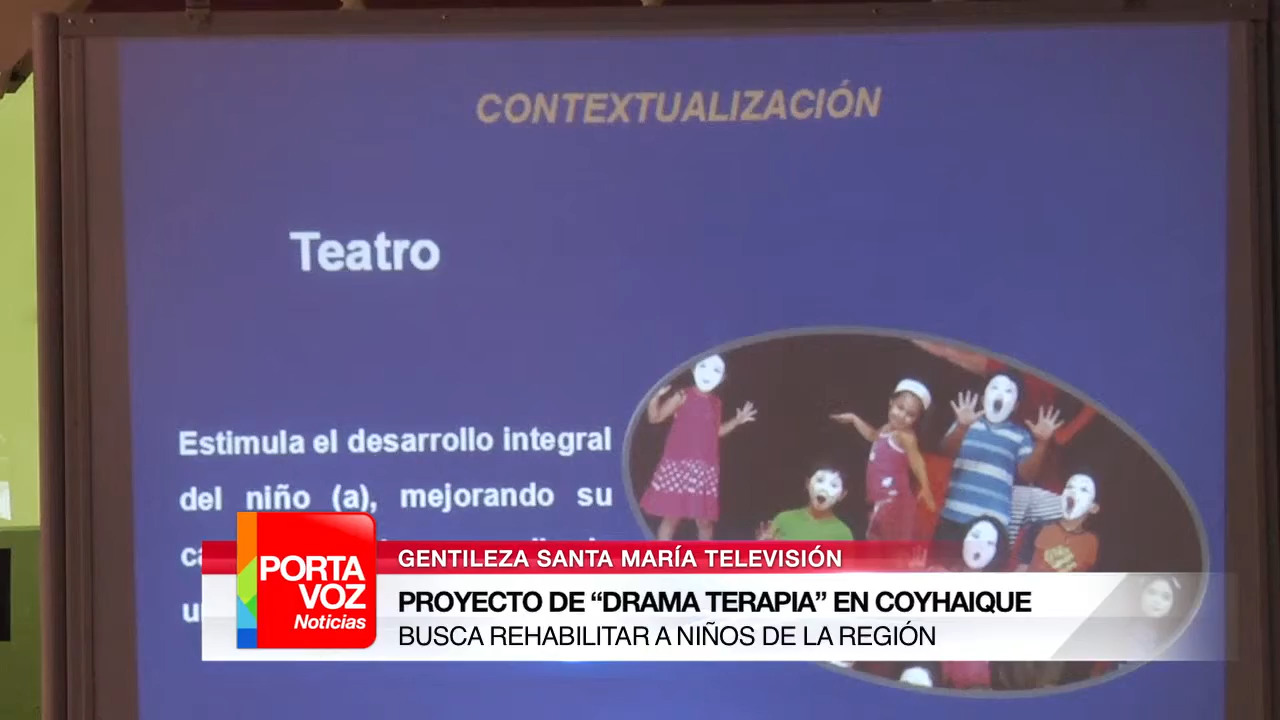 CONTEXTUALIZACIÓN
Teatro
Estimula el desarrollo integral
del niño (a), mejorando su
PORTA
VOZ
Noticias
GENTILEZA SANTA MARÍA TELEVISIÓN
PROYECTO DE “DRAMA TERAPIA” EN COYHAIQUE
BUSCA REHABILITAR A NIÑOS DE LA REGIÓN